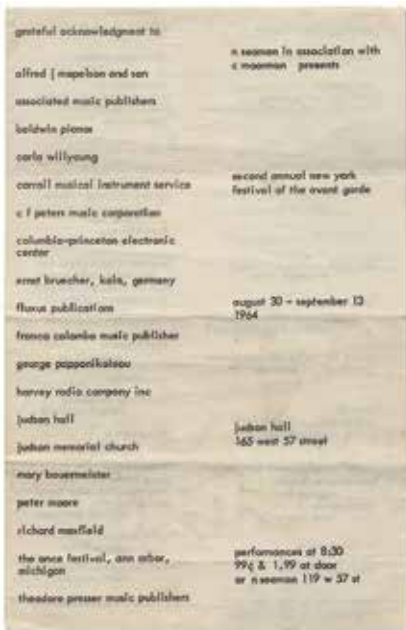 grateful acknowledgment to
alfred j mapelson and son
associated music publishers
baldwin pianos
carla willyoung
carroll musical instrument service
c f peters music corporation
columbia-princeton electronic
center
ernst bruecher, koln, germany
fluxus publications
franco colombo music publisher
george papponikolaou
harvey radio company inc
judson hall
judson memorial church
mary bauermeister
peter moore
richard maxfield
the once festival, ann arbor,
michigan
theodore presser music publishers
n seaman in association with
c moorman presents
second annual new york
festival of the avant garde
august 30 - september 13
1964
judson hall
165 west 57 street
performances at 8:30
99¢ & 1.99 at door
or n seaman 119 w 57 st